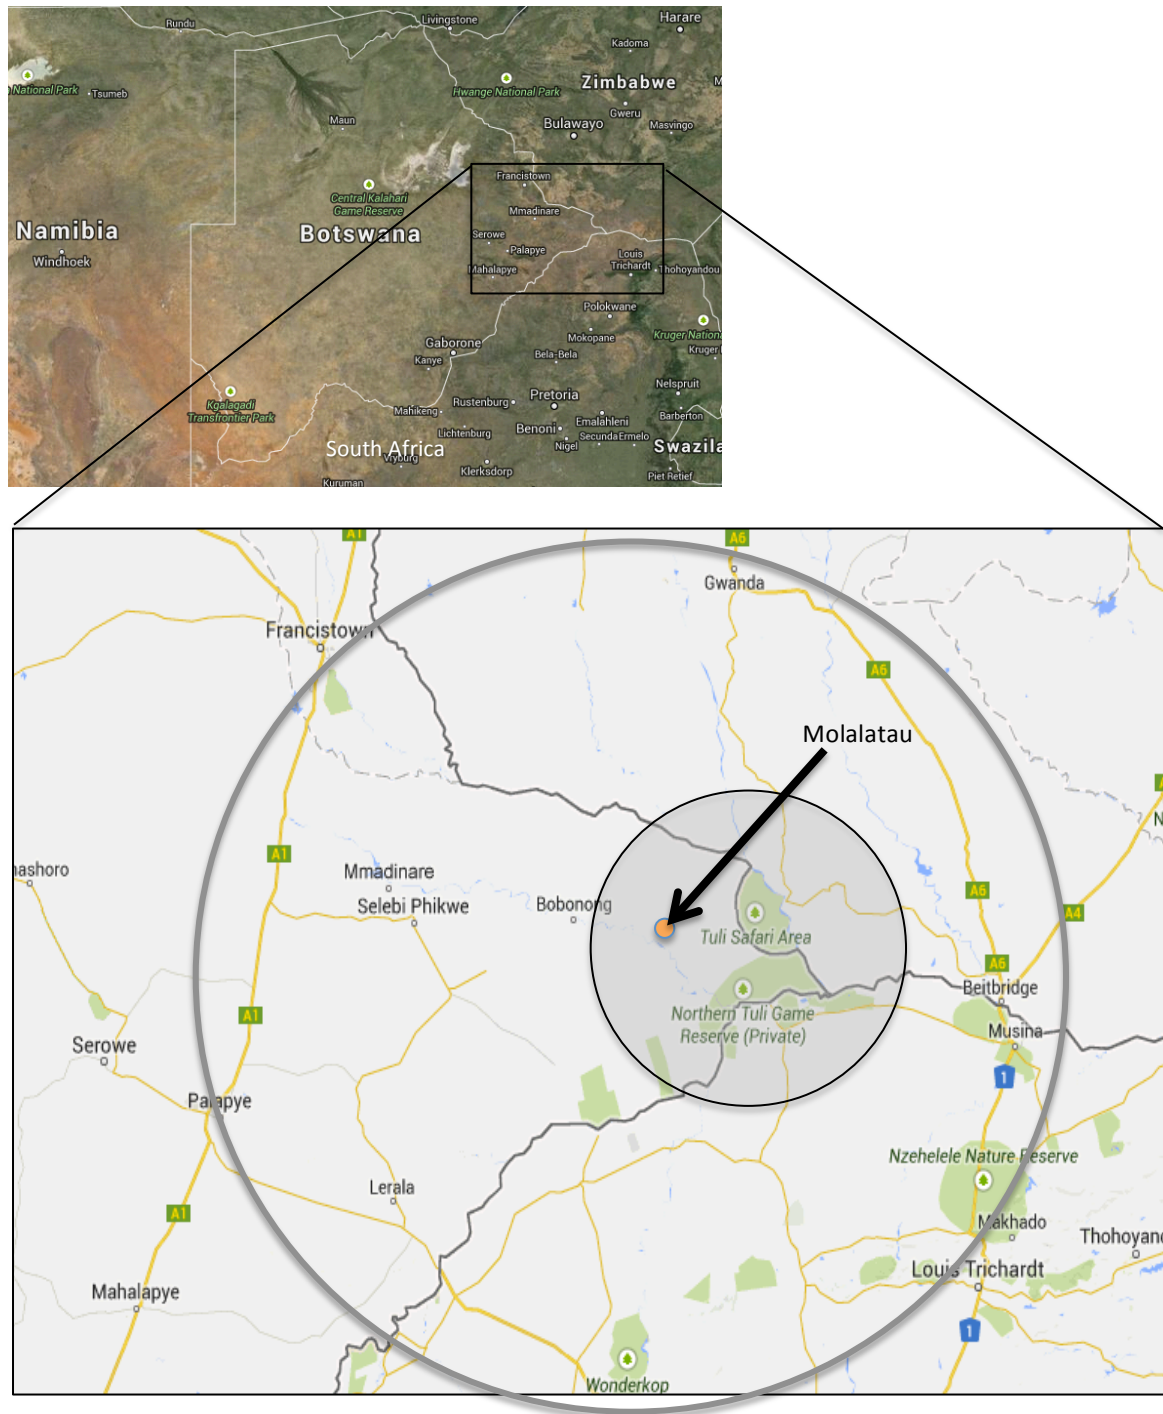 Rundu
Livingstone
Harare
Kadoma
National Park
Tsumeb
Hwange National Park
Zimbabwe
Gweru
Maun
Bulawayo
Masvingo
Francistown
Central Kalahari
Game Reserve
Mmadinare
Namibia
Botswana
Serowe
Palapye
Louis
Trichardt
Windhoek
Mahalapye
Thohoyandou
Polokwane
Mokopane
Kruger Nation
Gaborone
Kanye
Bela-Bela
Kruger
Nelspruit
Kgalagadi
Transfrontier Park
Mahikeng
Rustenburg
Pretoria
Barberton
Lichtenburg
Benoni
Emalahleni
South Africa
Nigel
Secunda
Ermelo
Swazila
Vryburg
Klerksdorp
Piet Retief
Kuruman
A1
A6
Gwanda
Francistown
A6
Molalatau
A1
nashoro
Mmadinare
Selebi Phikwe
Bobonong
A6
A4
Tuli Safari Area
A6
Beitbridge
A1
Northern Tuli Game
Reserve (Private)
Musina
Serowe
1
Palapye
Nzehelele Nature Reserve
Lerala
A1
Makhado
Thohoyand
Louis Trichardt
Mahalapye
1
Wonderkop